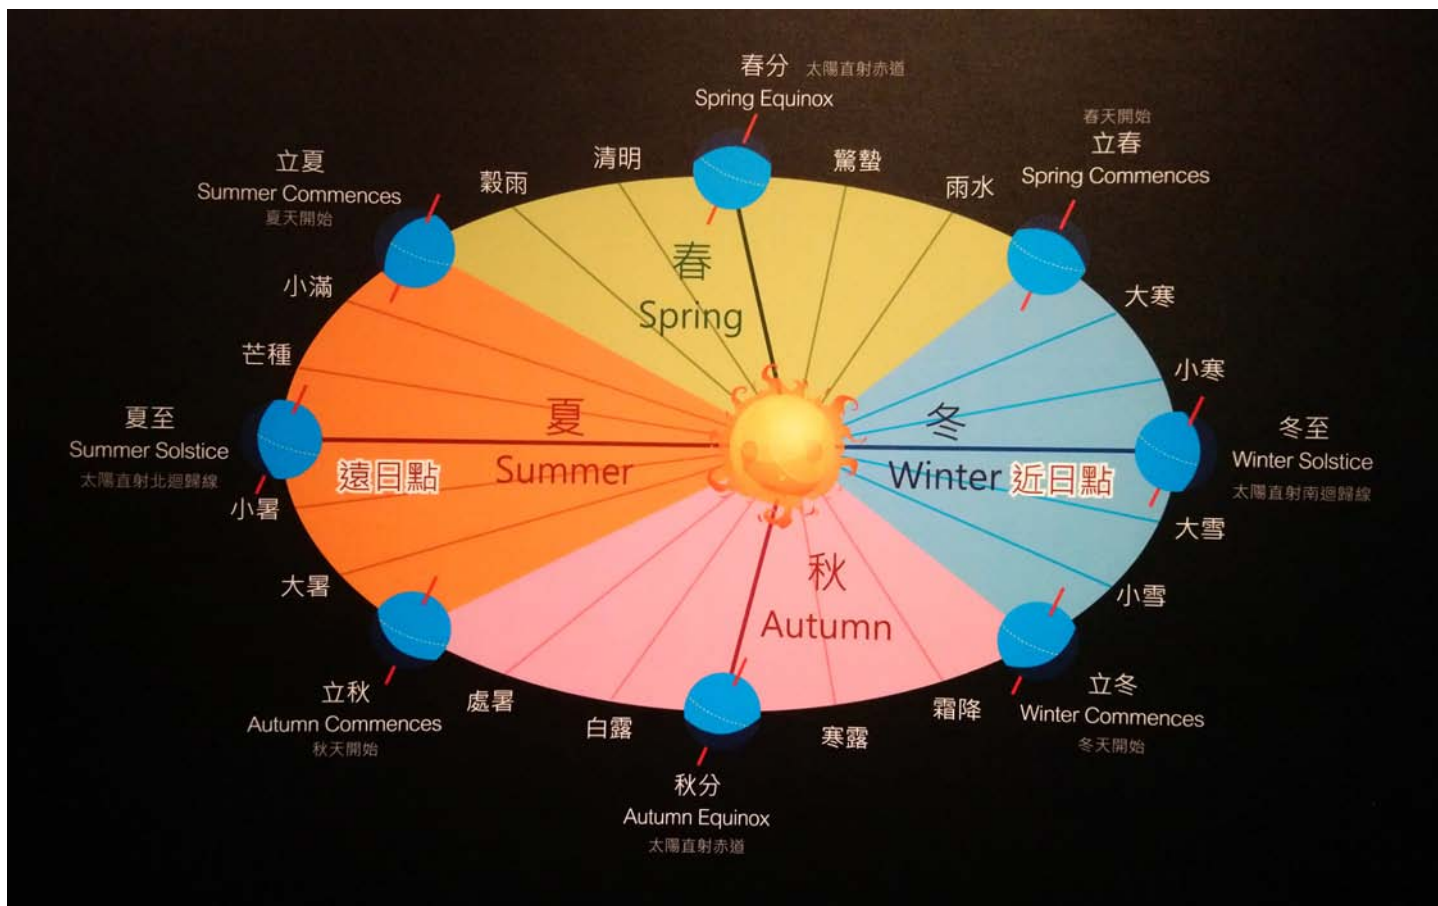 春分 太陽直射赤道
Spring Equinox
春天開始
立春
Spring Commences
驚蟄
雨水
清明
穀雨
立夏
Summer Commences
夏天開始
春
Spring
小滿
大寒
芒種
小寒
夏至
Summer Solstice
太陽直射北迴歸線
夏
Summer
遠日點
冬
Winter 近日點
冬至
Winter Solstice
太陽直射南迴歸線
小暑
大雪
大暑
小雪
秋
Autumn
立秋
Autumn Commences
秋天開始
處暑
白露
寒露
霜降
立冬
Winter Commences
冬天開始
秋分
Autumn Equinox
太陽直射赤道